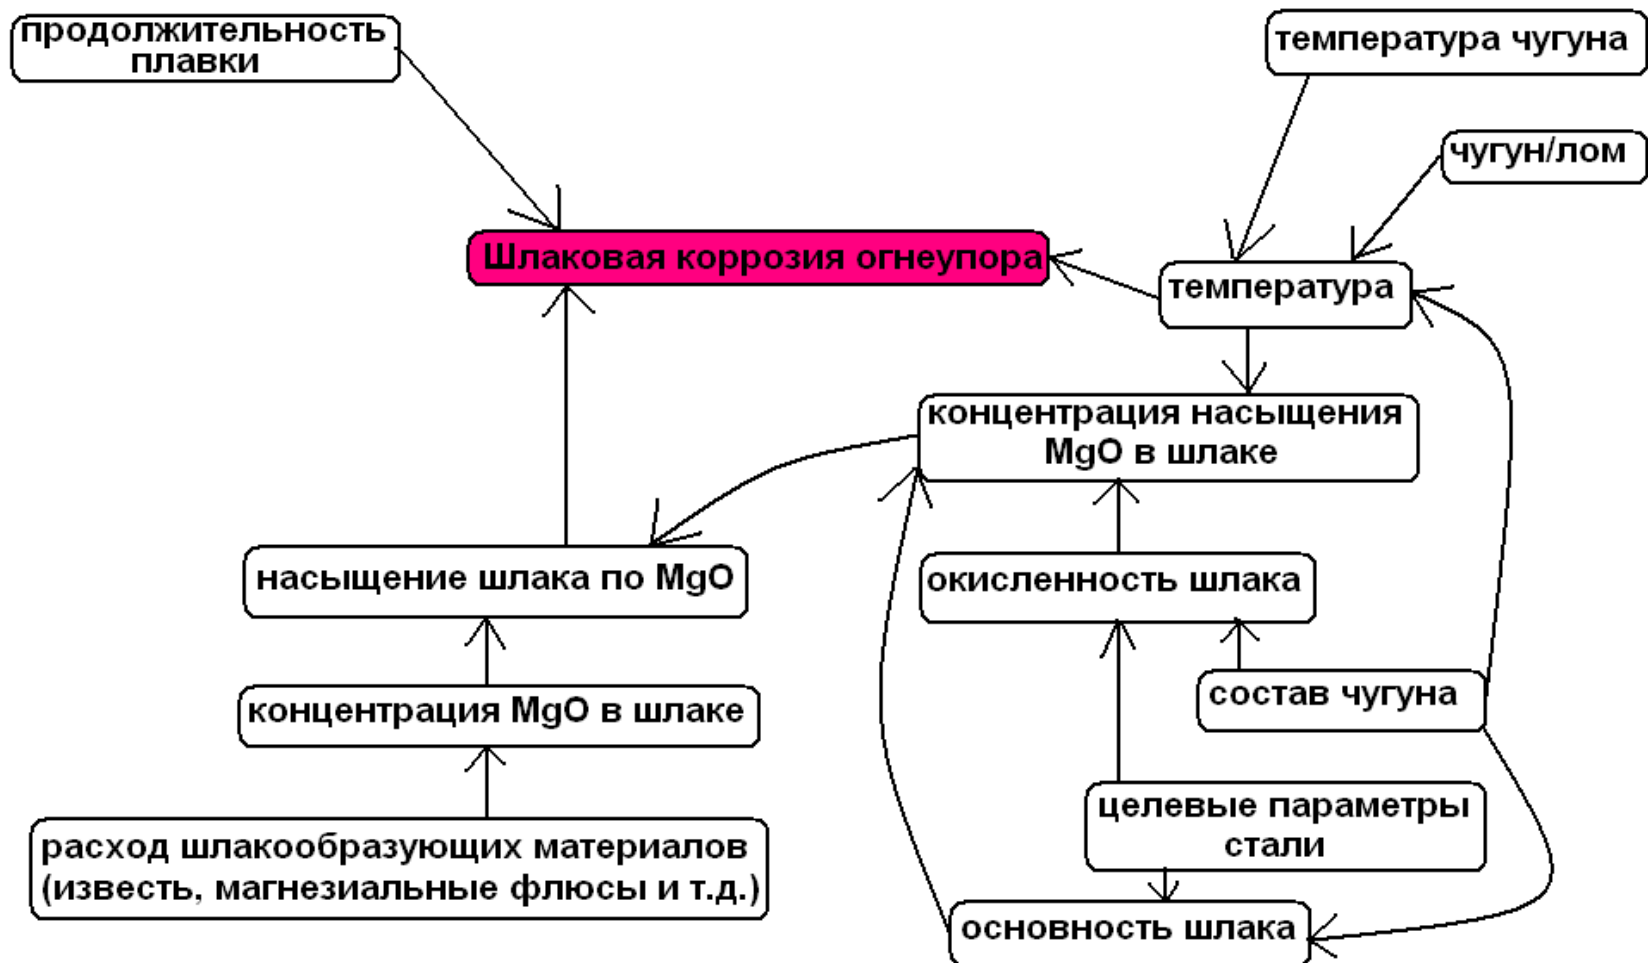 продолжительность
плавки
температура чугуна
чугун/лом
Шлаковая коррозия огнеупора
температура
концентрация насыщения
MgO в шлаке
насыщение шлака по MgO
окисленность шлака
концентрация MgO в шлаке
состав чугуна
целевые параметры
стали
расход шлакообразующих материалов
(известь, магнезиальные флюсы и т.д.)
основность шлака